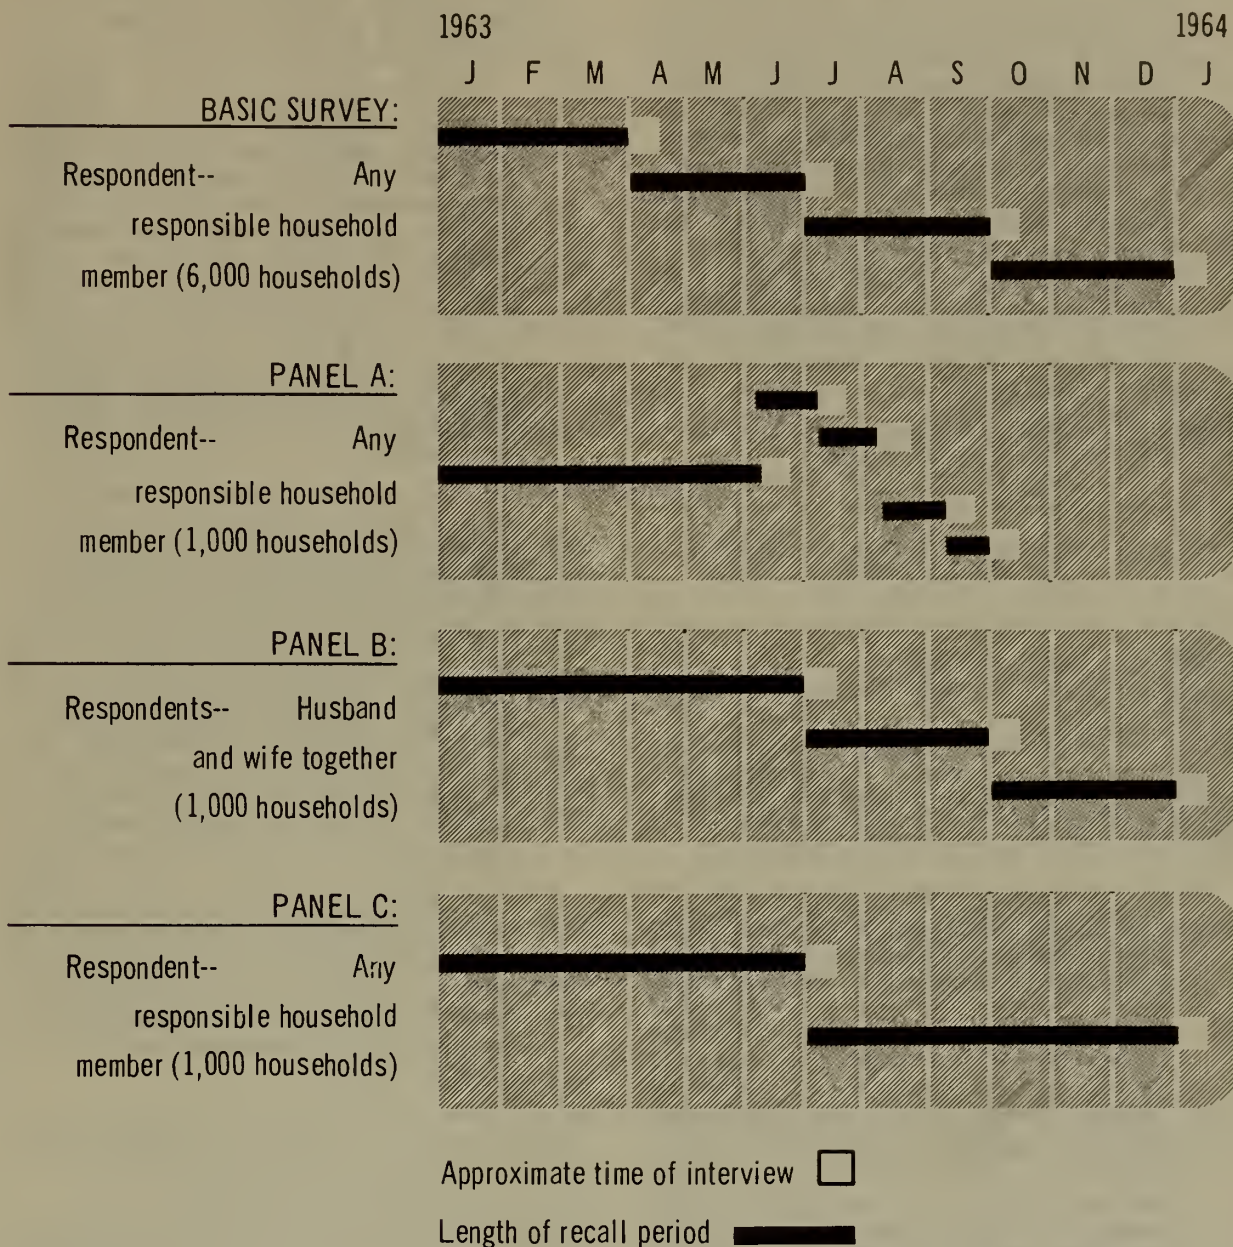 1963 1964
J F M A M J J A S O N D J
BASIC SURVEY:
Respondent-- Any
responsible household
member (6,000 households)
PANEL A:
Respondent-- Any
responsible household
member (1,000 households)
PANEL B:
Respondents-- Husband
and wife together
(1,000 households)
PANEL C:
Respondent-- Any
responsible household
member (1,000 households)
Approximate time of interview
Length of recall period